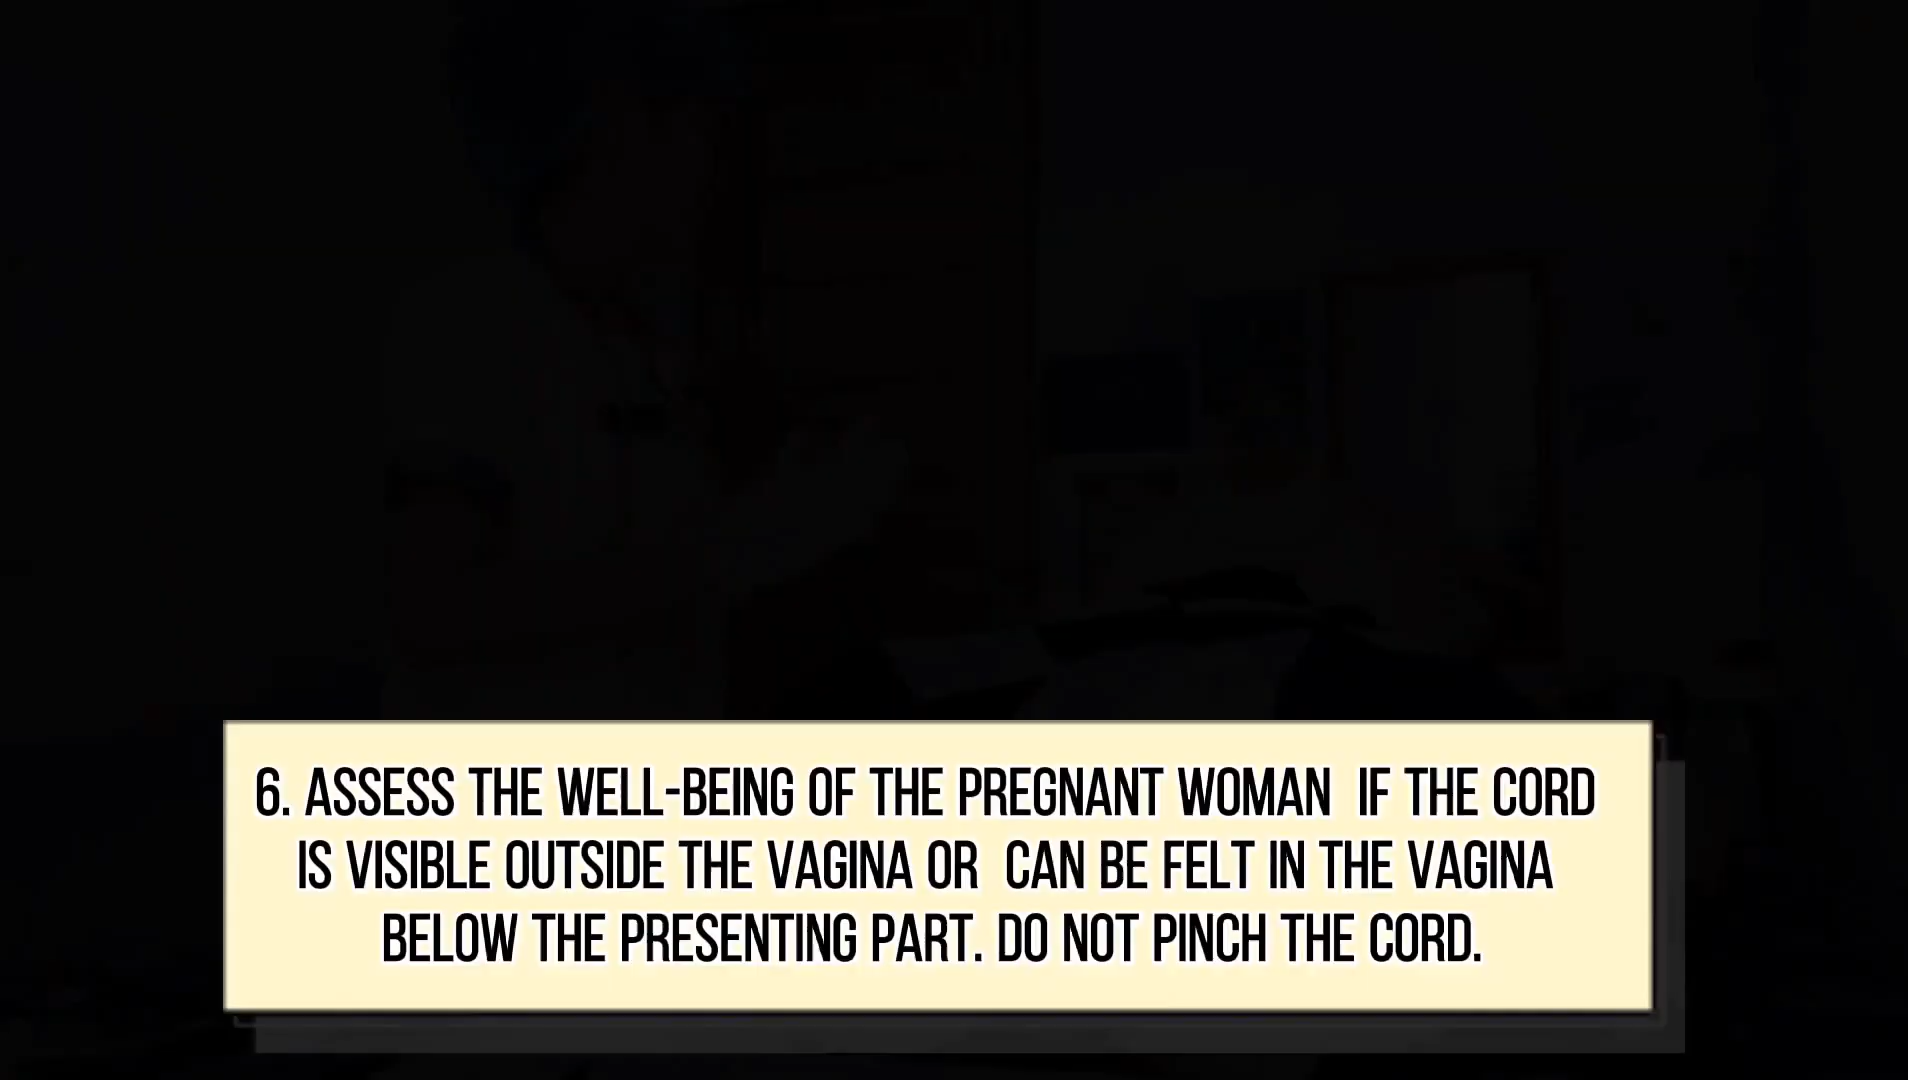 6. ASSESS THE WELL-BEING OF THE PREGNANT WOMAN  IF THE CORD
IS VISIBLE OUTSIDE THE VAGINA OR  CAN BE FELT IN THE VAGINA
BELOW THE PRESENTING PART. DO NOT PINCH THE CORD.